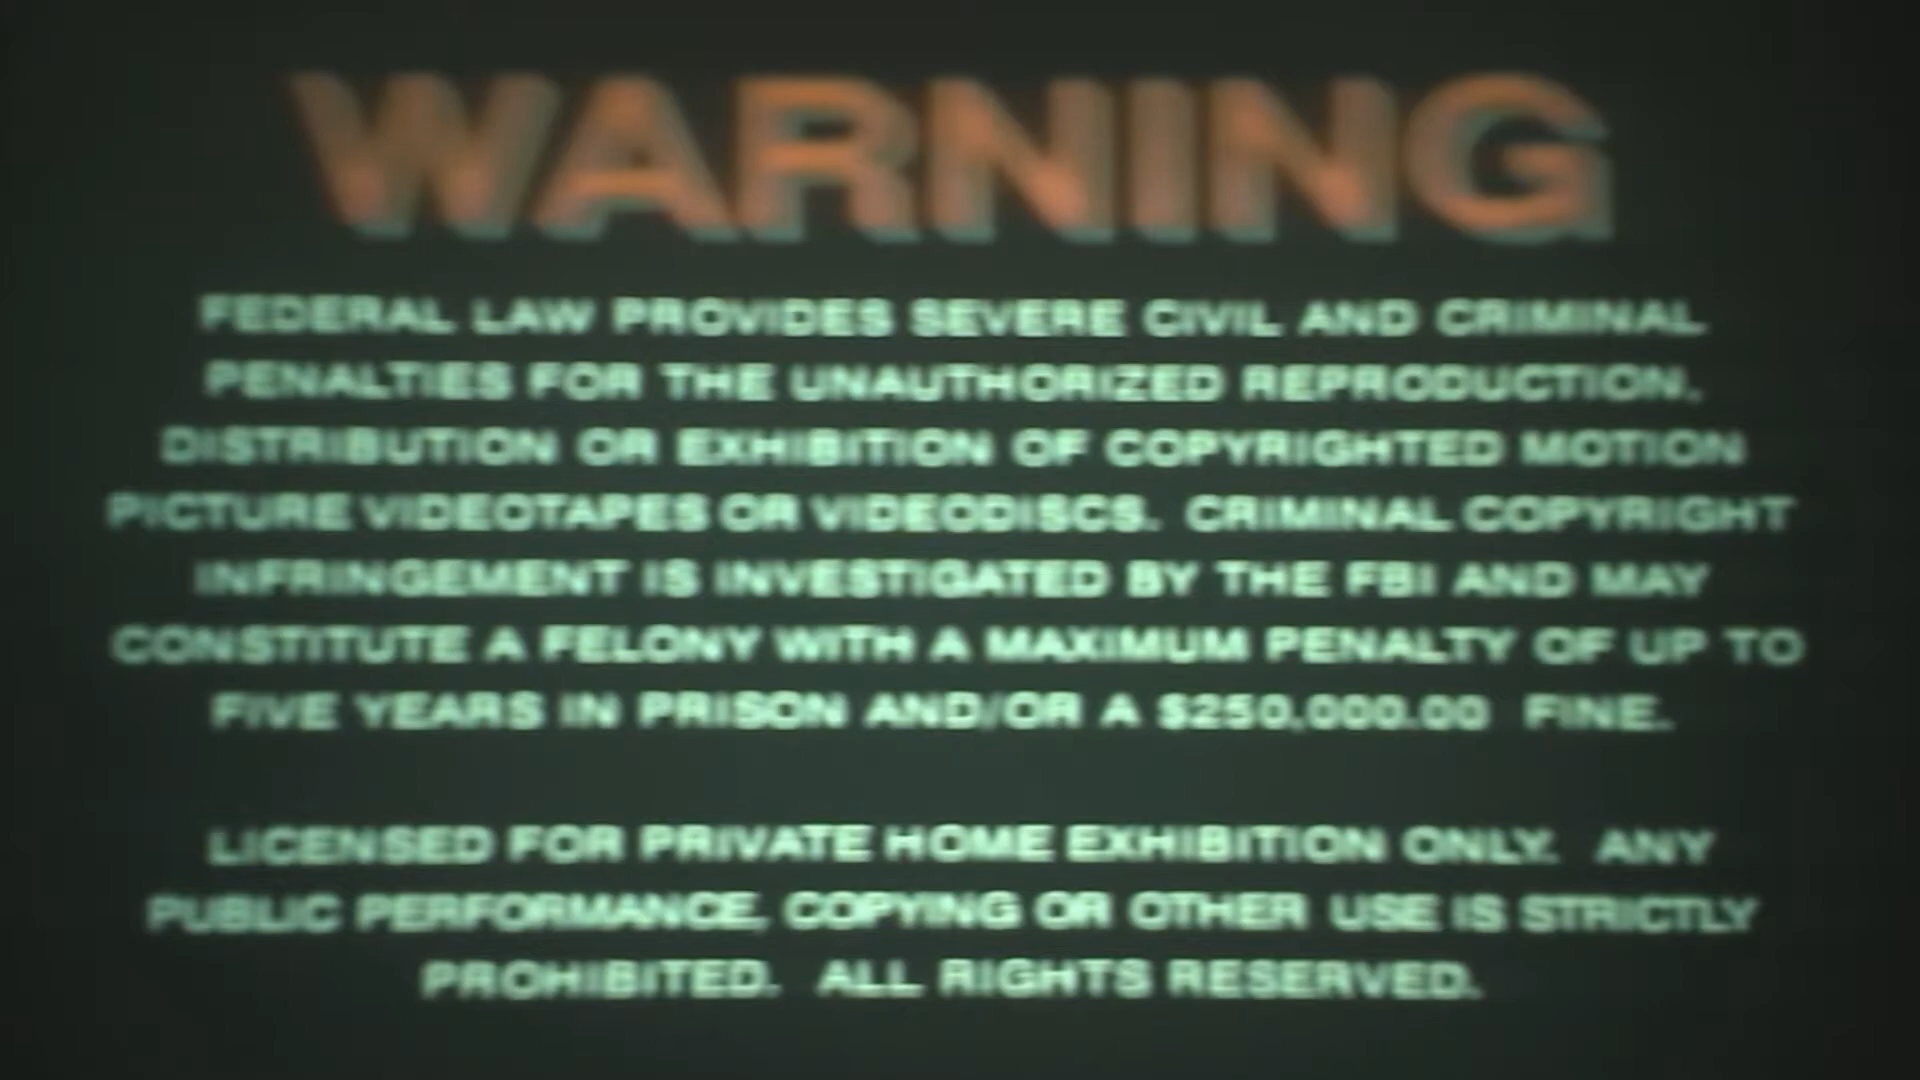 WARNING
FEDERAL LAW PROVIDES SEVERE CIVIL AND CRIMINAL
PENALTIES FOR THE UNAUTHORIZED REPRODUCTION,
DISTRIBUTION OR EXHIBITION OF COPYRIGHTED MOTION
PICTURE VIDEOTAPES OR VIDEODISCS. CRIMINAL COPYRIGHT
INFRINGEMENT IS INVESTIGATED BY THE FBI AND MAY
CONSTITUTE A FELONY WITH A MAXIMUM PENALTY OF UP TO
FIVE YEARS IN PRISON AND/OR A $250,000.00 FINE.
LICENSED FOR PRIVATE HOME EXHIBITION ONLY. ANY
PUBLIC PERFORMANCE, COPYING OR OTHER USE IS STRICTLY
PROHIBITED. ALL RIGHTS RESERVED.